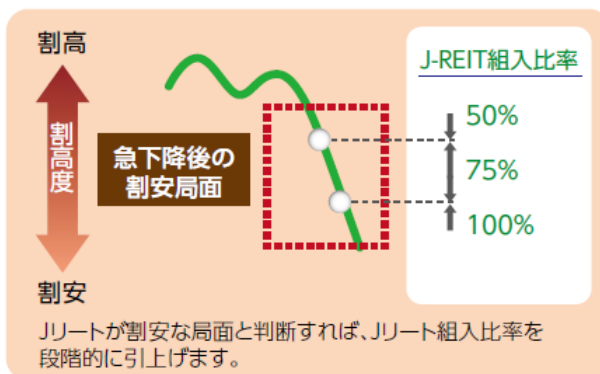 割高
割高度
割安
急下降後の
割安局面
J-REIT組入比率
50%
75%
100%
Jリートが割安な局面と判断すれば、Jリート組入比率を
段階的に引上げます。